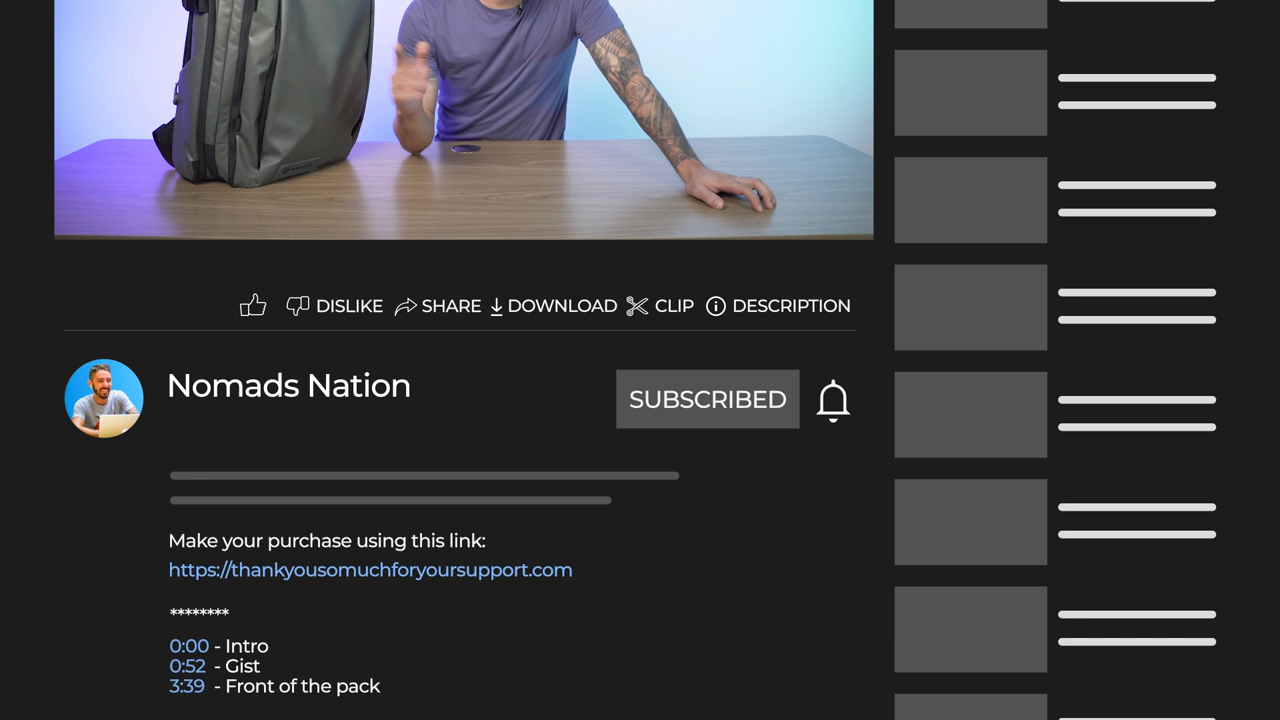 DISLIKE SHARE DOWNLOAD CLIP DESCRIPTION
Nomads Nation
SUBSCRIBED
Make your purchase using this link:
https://thankyousomuchforyoursupport.com
********
0:00 - Intro
0:52 - Gist
3:39 - Front of the pack